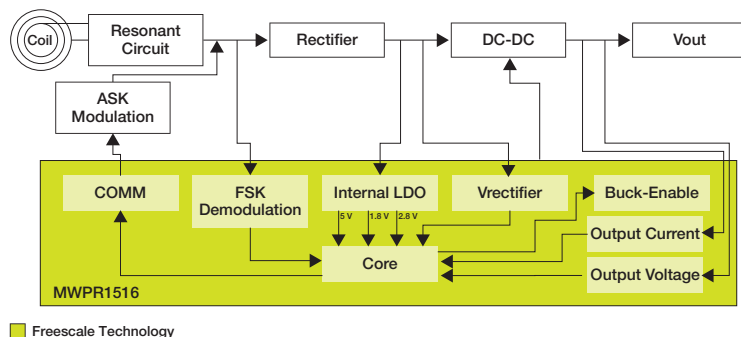 Coil
Resonant
Circuit
Rectifier
DC-DC
Vout
ASK
Modulation
COMM
FSK
Demodulation
Internal LDO
Vrectifier
Buck-Enable
5 V
1.8 V
2.8 V
Output Current
Core
Output Voltage
MWPR1516
Freescale Technology